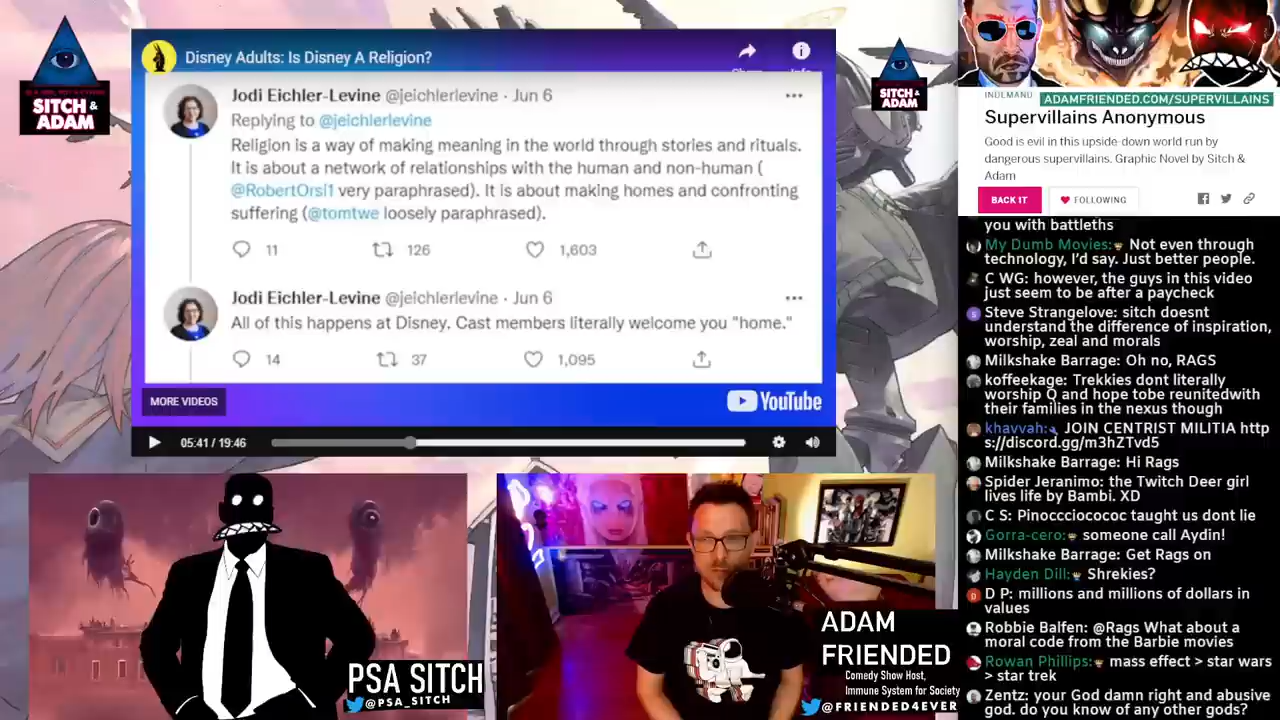 SITCH &
ADAM
Disney Adults: Is Disney A Religion?
Jodi Eichler-Levine @jeichlerlevine · Jun 6
Replying to @jeichlerlevine
Religion is a way of making meaning in the world through stories and rituals.
It is about a network of relationships with the human and non-human (
@RobertOrsi1 very paraphrased). It is about making homes and confronting
suffering (@tomtwe loosely paraphrased).
11 126 1,603
Jodi Eichler-Levine @jeichlerlevine · Jun 6
All of this happens at Disney. Cast members literally welcome you "home."
14 37 1,095
MORE VIDEOS
YouTube
05:41 / 19:46
SITCH &
ADAM
INDEMAND
ADAMFRIENDED.COM/SUPERVILLAINS
Supervillains Anonymous
Good is evil in this upside-down world run by
dangerous supervillains. Graphic Novel by Sitch &
Adam
BACK IT
FOLLOWING
you with battleths
My Dumb Movies: Not even through
technology, I'd say. Just better people.
C WG: however, the guys in this video
just seem to be after a paycheck
Steve Strangelove: sitch doesnt
understand the difference of inspiration,
worship, zeal and morals
Milkshake Barrage: Oh no, RAGS
koffeekage: Trekkies dont literally
worship Q and hope tobe reunitedwith
their families in the nexus though
khavvah: JOIN CENTRIST MILITIA http
s://discord.gg/m3hZTvd5
Milkshake Barrage: Hi Rags
Spider Jeranimo: the Twitch Deer girl
lives life by Bambi. XD
C S: Pinoccciococ taught us dont lie
Gorra-cero: someone call Aydin!
Milkshake Barrage: Get Rags on
Hayden Dill: Shrekies?
D P: millions and millions of dollars in
values
Robbie Balfen: @Rags What about a
moral code from the Barbie movies
Rowan Phillips: mass effect > star wars
> star trek
Zentz: your God damn right and abusive
god. do you know of any other gods?
PSA SITCH
@PSA_SITCH
ADAM
FRIENDED
Comedy Show Host,
Immune System for Society
@FRIENDED4EVER